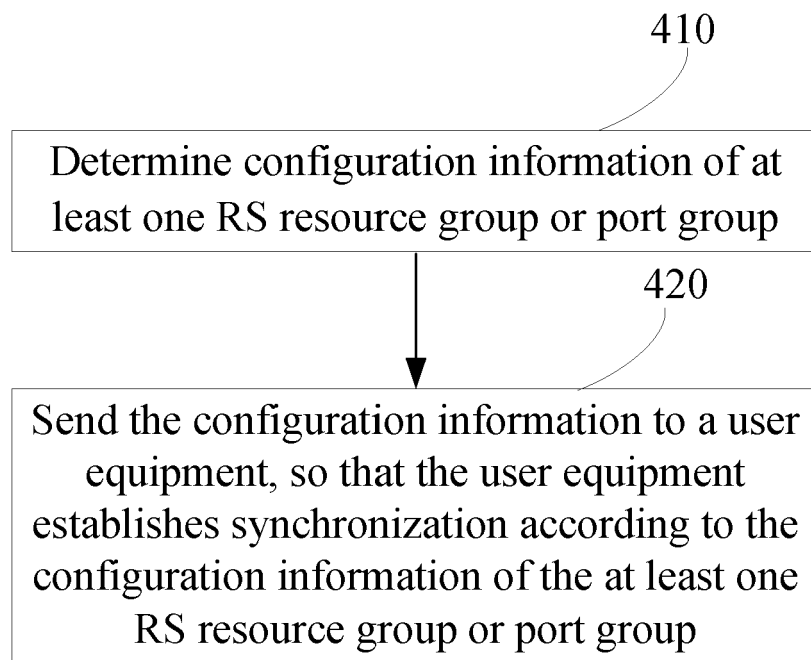 410
Determine configuration information of at
least one RS resource group or port group
420
Send the configuration information to a user
equipment, so that the user equipment
establishes synchronization according to the
configuration information of the at least one
RS resource group or port group